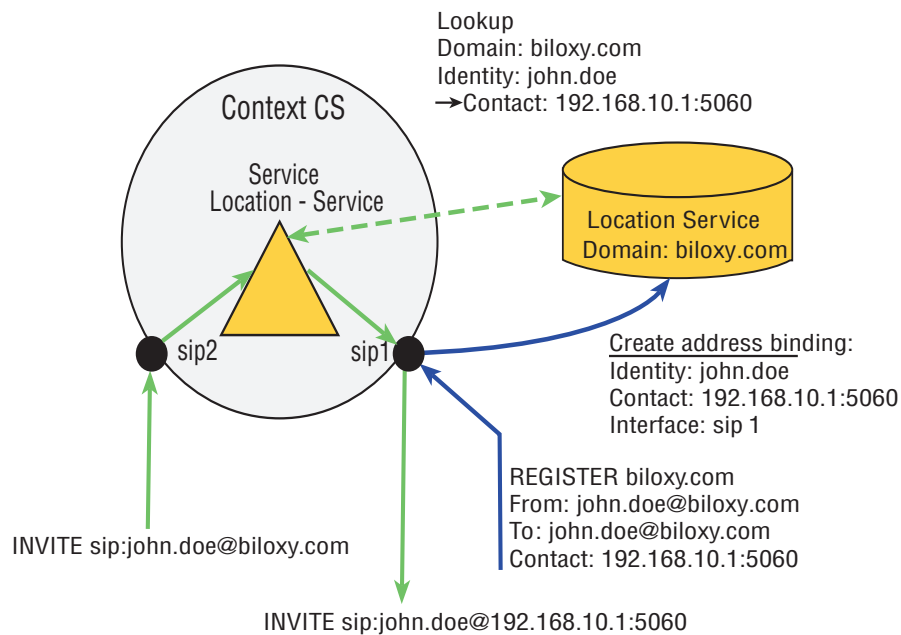 Lookup
Domain: biloxy.com
Identity: john.doe
→Contact: 192.168.10.1:5060
Context CS
Service
Location - Service
Location Service
Domain: biloxy.com
sip2
sip1
Create address binding:
Identity: john.doe
Contact: 192.168.10.1:5060
Interface: sip 1
REGISTER biloxy.com
From: john.doe@biloxy.com
To: john.doe@biloxy.com
Contact: 192.168.10.1:5060
INVITE sip:john.doe@biloxy.com
INVITE sip:john.doe@192.168.10.1:5060